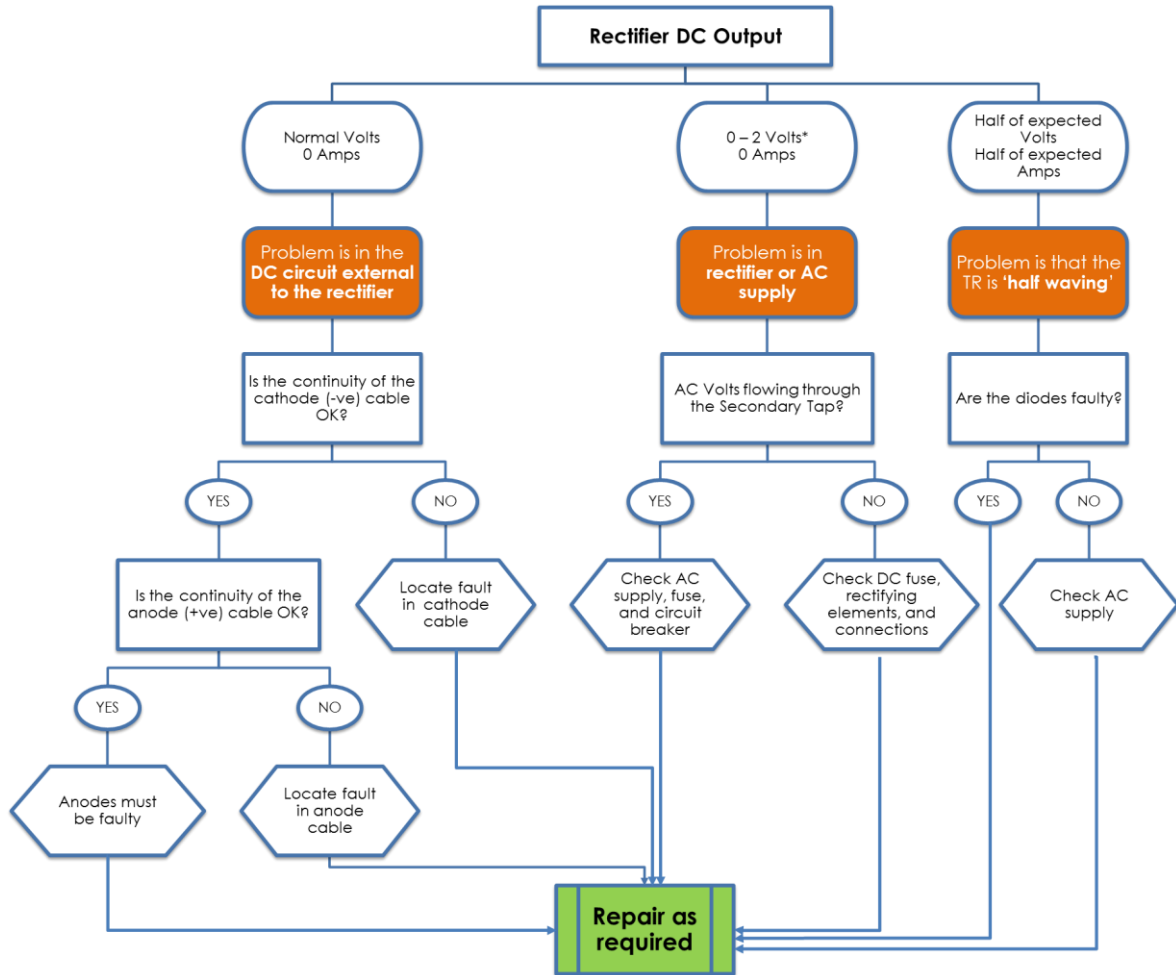 Rectifier DC Output
Normal Volts
0 Amps
0 – 2 Volts*
0 Amps
Half of expected
Volts
Half of expected
Amps
Problem is in the
DC circuit external
to the rectifier
Problem is in
rectifier or AC
supply
Problem is that the
TR is ‘half waving’
Is the continuity of the
cathode (-ve) cable
OK?
AC Volts flowing through
the Secondary Tap?
Are the diodes faulty?
YES
NO
YES
NO
YES
NO
Is the continuity of the
anode (+ve) cable OK?
Locate fault
in cathode
cable
Check AC
supply, fuse,
and circuit
breaker
Check DC fuse,
rectifying
elements, and
connections
Check AC
supply
YES
NO
Anodes must
be faulty
Locate fault
in anode
cable
Repair as
required